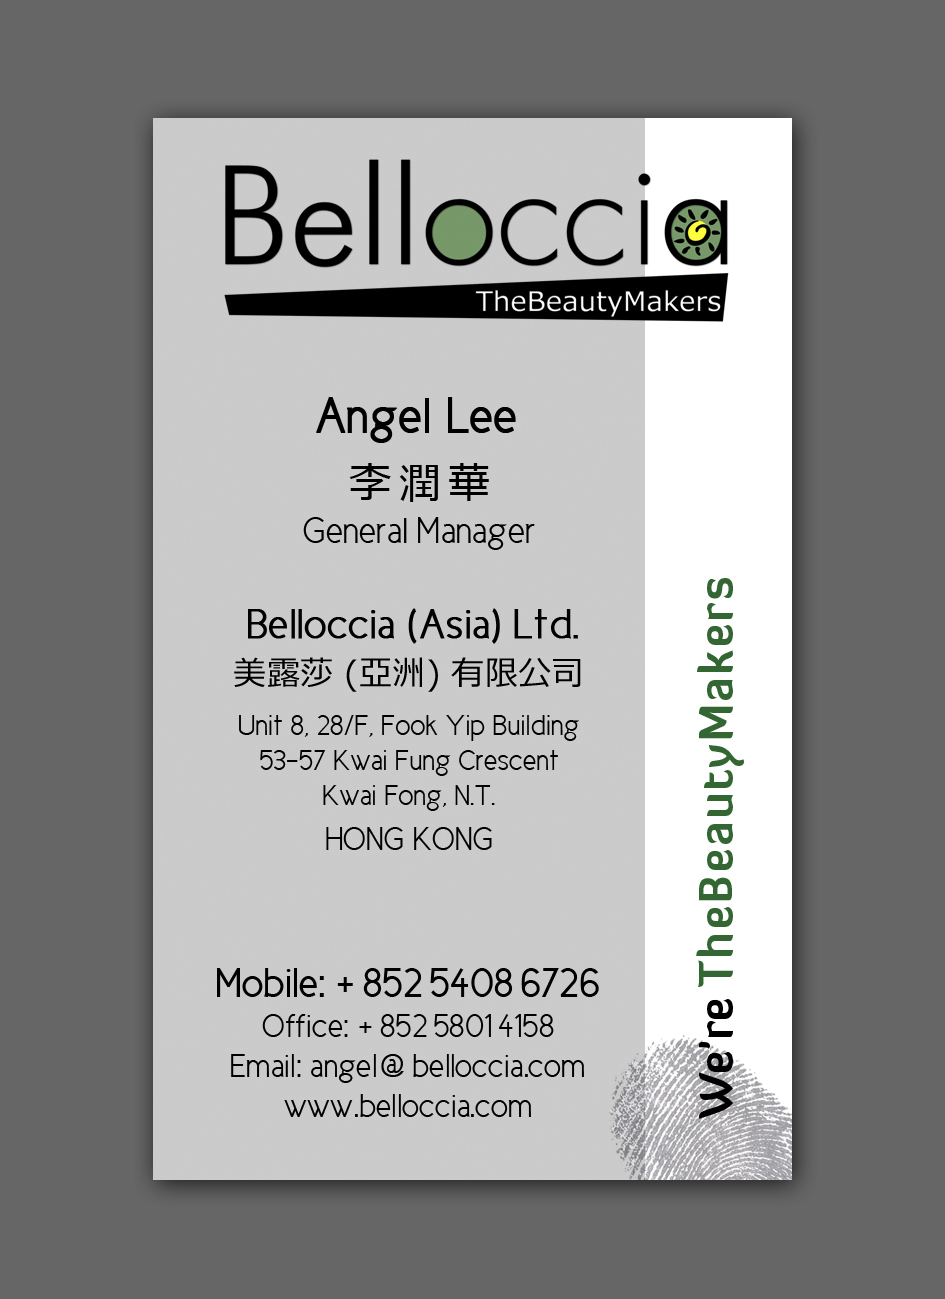 Belloccia
TheBeautyMakers
Angel Lee
李潤華
General Manager
Belloccia (Asia) Ltd.
美露莎 (亞洲) 有限公司
Unit 8, 28/F, Fook Yip Building
53-57 Kwai Fung Crescent
Kwai Fong, N.T.
HONG KONG
Mobile: + 852 5408 6726
Office: + 852 5801 4158
Email: angel@ belloccia.com
www.belloccia.com
We're TheBeautyMakers